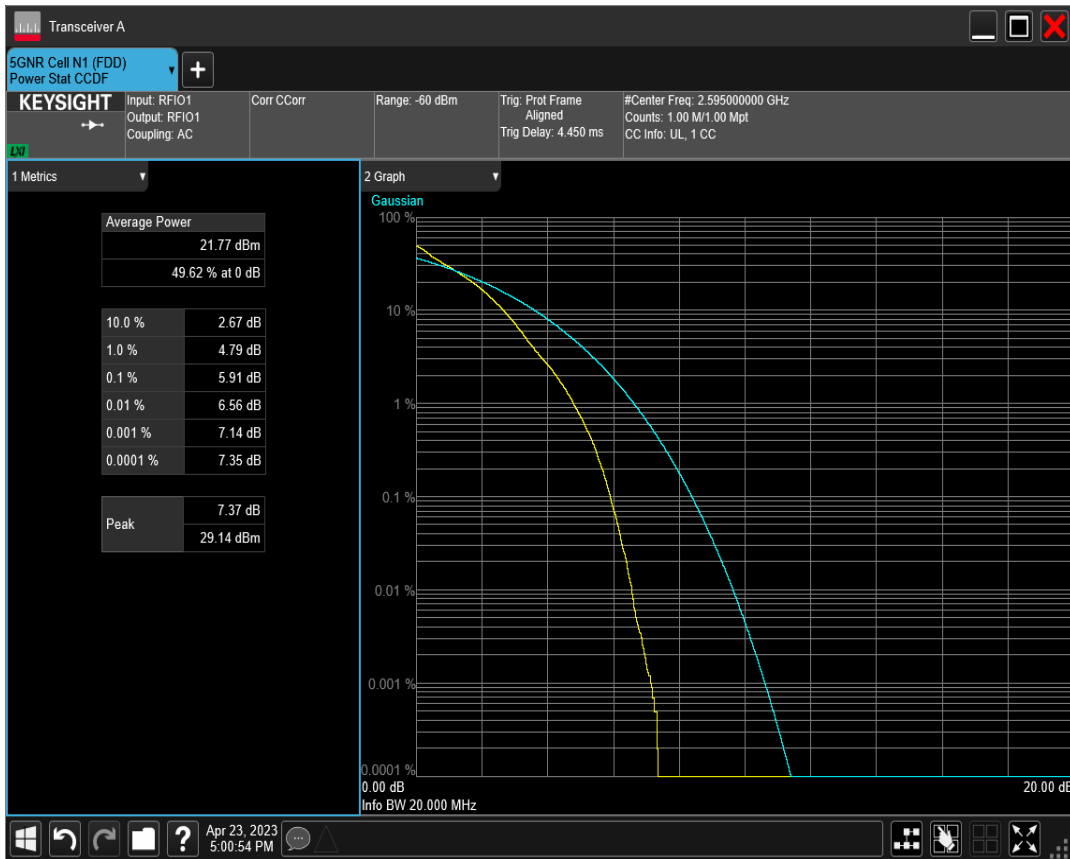 Transceiver A
5GNR Cell N1 (FDD)
Power Stat CCDF
+
KEYSIGHT
LXI
Input: RFIO1
Output: RFIO1
Coupling: AC
Corr CCorr
Range: -60 dBm
Trig: Prot Frame
Aligned
Trig Delay: 4.450 ms
#Center Freq: 2.595000000 GHz
Counts: 1.00 M/1.00 Mpt
CC Info: UL, 1 CC
1 Metrics
Average Power
21.77 dBm
49.62 % at 0 dB
10.0 % 2.67 dB
1.0 % 4.79 dB
0.1 % 5.91 dB
0.01 % 6.56 dB
0.001 % 7.14 dB
0.0001 % 7.35 dB
Peak 7.37 dB
29.14 dBm
2 Graph
Gaussian
100 %
10 %
1 %
0.1 %
0.01 %
0.001 %
0.0001 %
0.00 dB 20.00 dB
Info BW 20.000 MHz
? Apr 23, 2023
5:00:54 PM